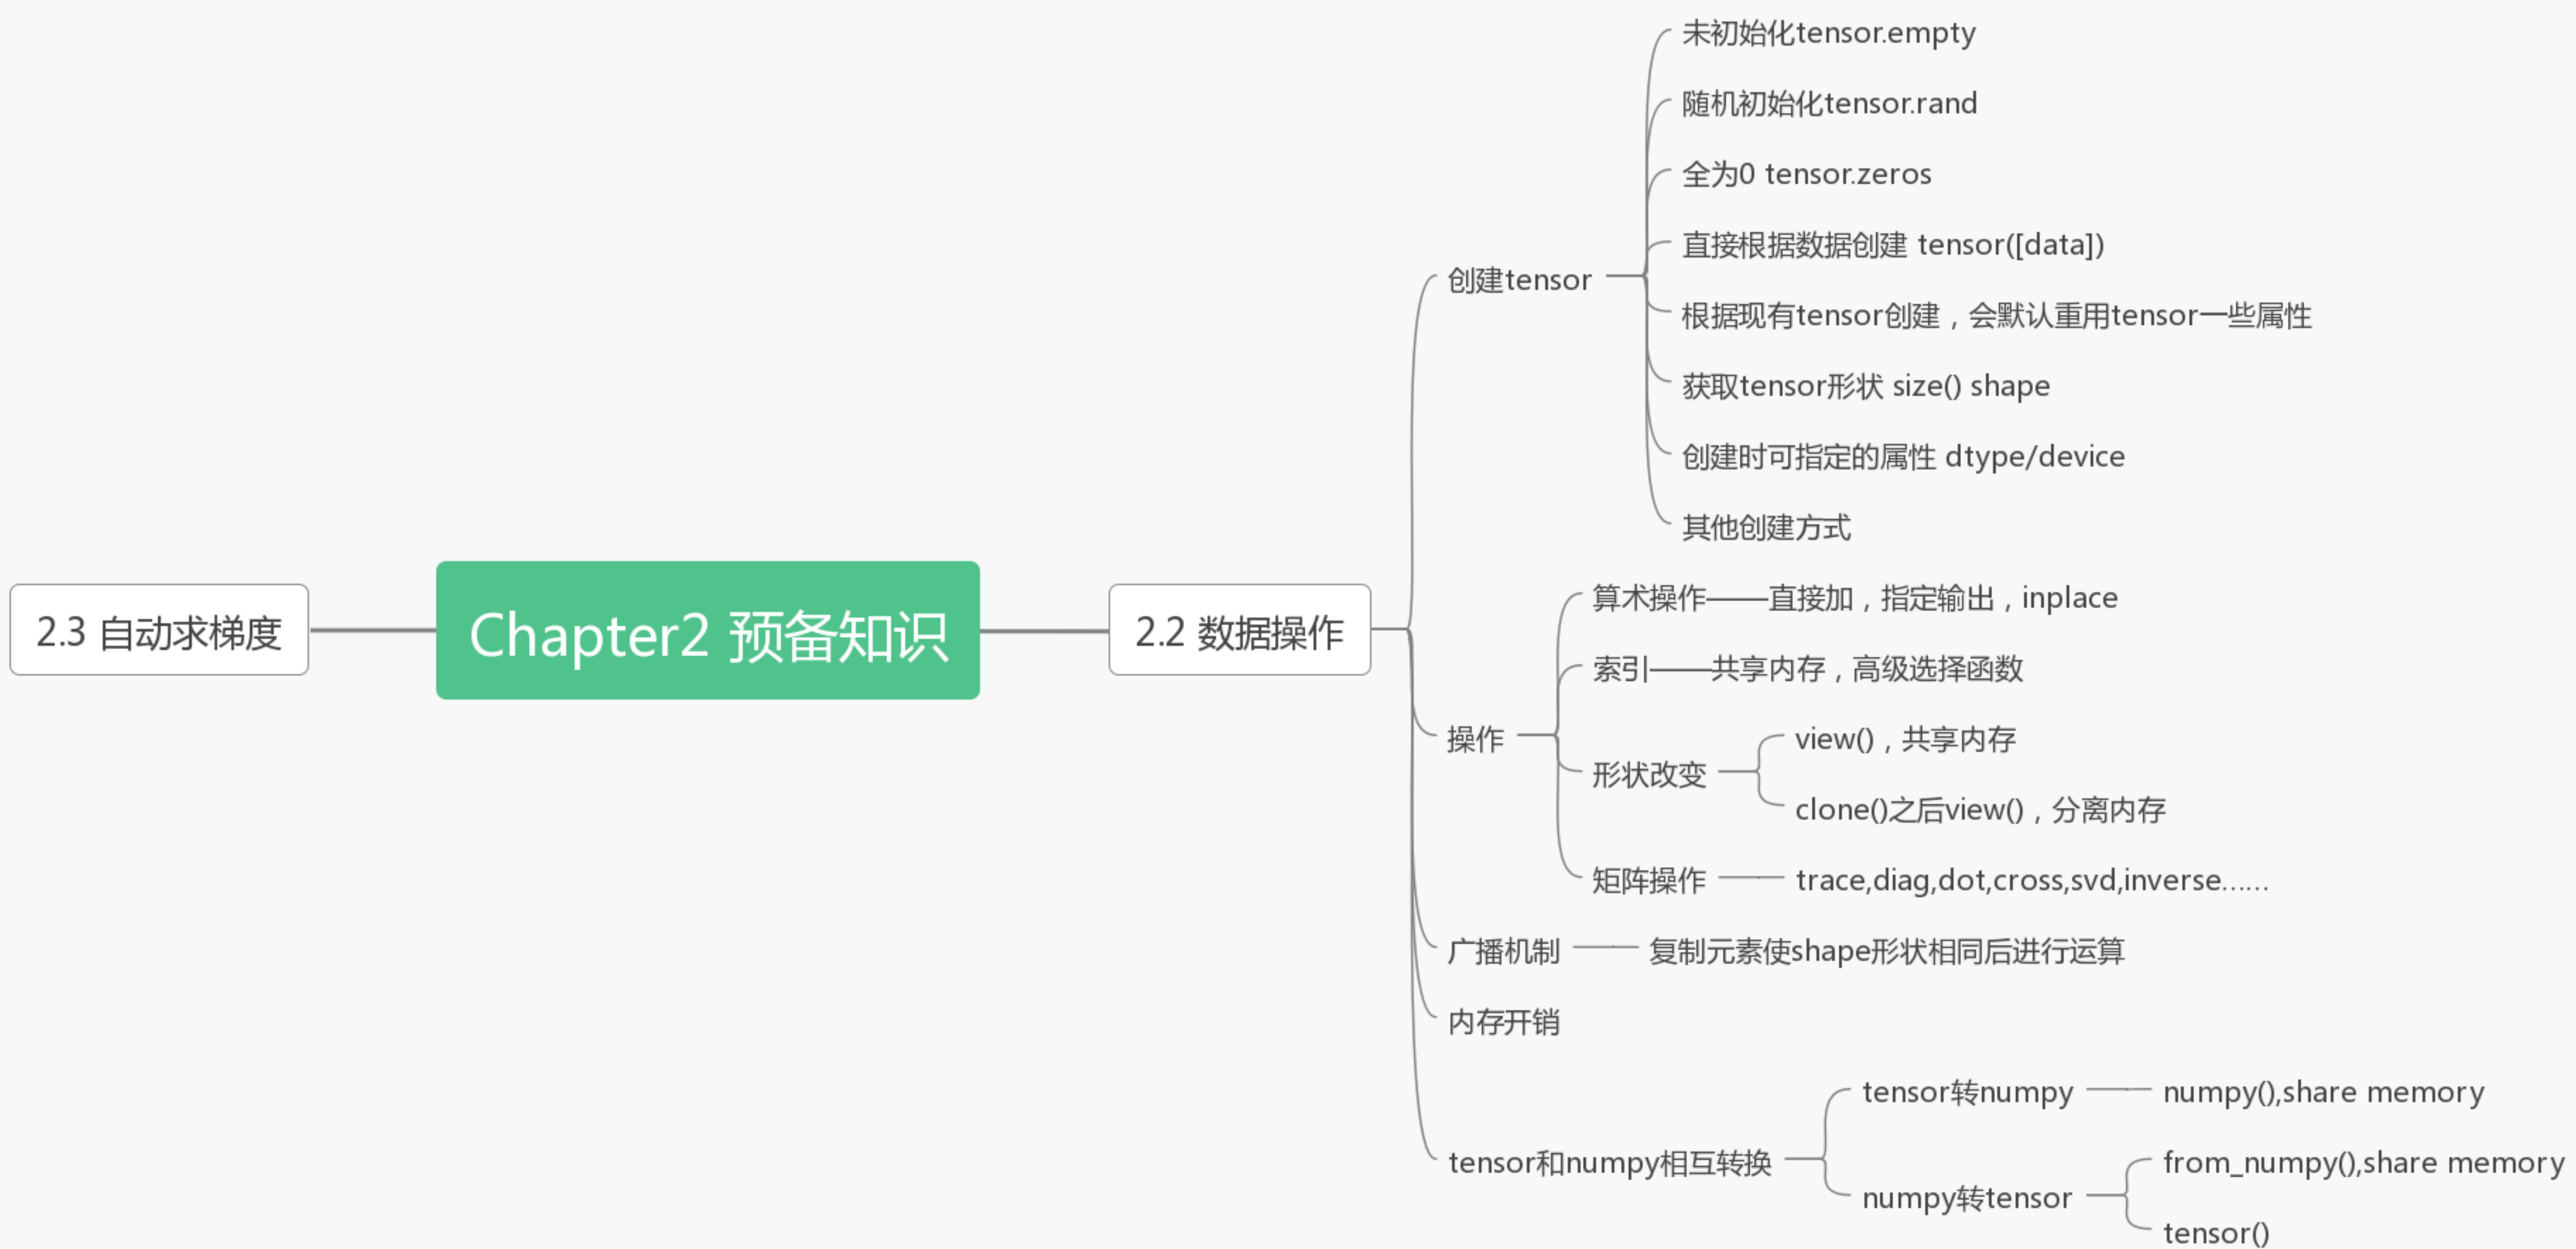 2.3 自动求梯度
Chapter2 预备知识
2.2 数据操作
创建tensor
未初始化tensor.empty
随机初始化tensor.rand
全为0 tensor.zeros
直接根据数据创建 tensor([data])
根据现有tensor创建，会默认重用tensor一些属性
获取tensor形状 size() shape
创建时可指定的属性 dtype/device
其他创建方式
操作
算术操作——直接加，指定输出，inplace
索引——共享内存，高级选择函数
形状改变
view()，共享内存
clone()之后view()，分离内存
矩阵操作
trace,diag,dot,cross,svd,inverse……
广播机制
复制元素使shape形状相同后进行运算
内存开销
tensor和numpy相互转换
tensor转numpy
numpy(),share memory
numpy转tensor
from_numpy(),share memory
tensor()